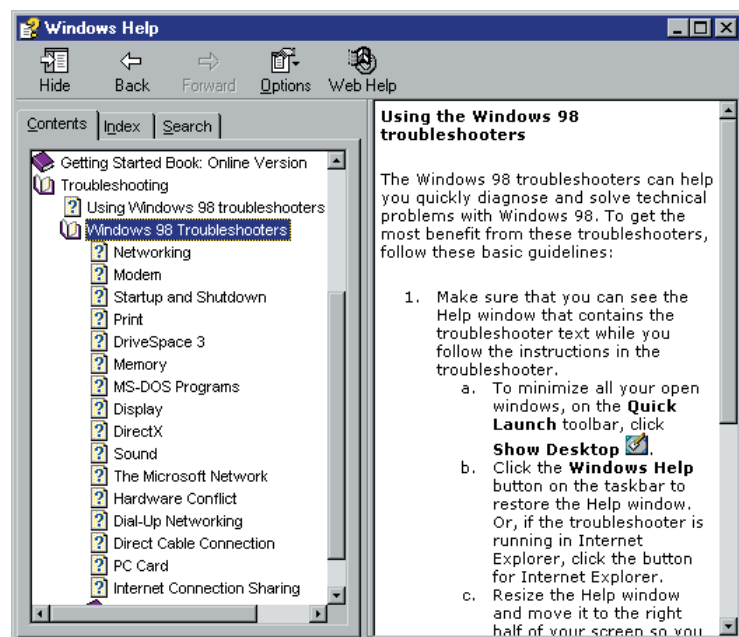 Windows Help
Hide Back Forward Options Web Help
Contents Index Search
Getting Started Book: Online Version
Troubleshooting
Using Windows 98 troubleshooters
Windows 98 Troubleshooters
Networking
Modem
Startup and Shutdown
Print
DriveSpace 3
Memory
MS-DOS Programs
Display
DirectX
Sound
The Microsoft Network
Hardware Conflict
Dial-Up Networking
Direct Cable Connection
PC Card
Internet Connection Sharing
Using the Windows 98
troubleshooters
The Windows 98 troubleshooters can help
you quickly diagnose and solve technical
problems with Windows 98. To get the
most benefit from these troubleshooters,
follow these basic guidelines:
1. Make sure that you can see the
Help window that contains the
troubleshooter text while you
follow the instructions in the
troubleshooter.
a. To minimize all your open
windows, on the Quick
Launch toolbar, click
Show Desktop .
b. Click the Windows Help
button on the taskbar to
restore the Help window.
Or, if the troubleshooter is
running in Internet
Explorer, click the button
for Internet Explorer.
c. Resize the Help window
and move it to the right
half of your screen so you